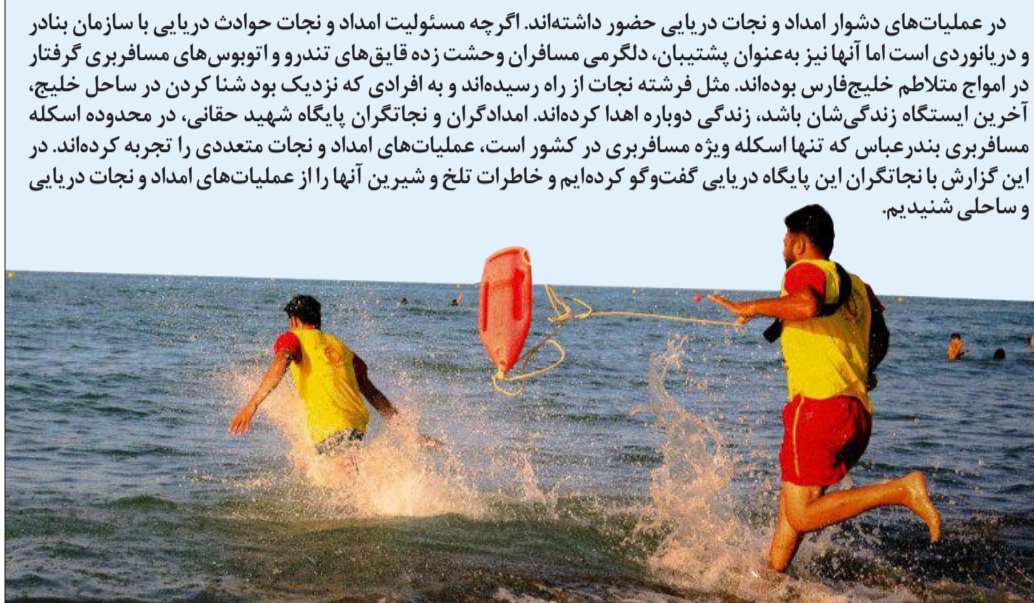 در عملیات‌های دشوار امداد و نجات دریایی حضور داشته‌اند. اگرچه مسئولیت امداد و نجات حوادث دریایی با سازمان بنادر
و دریانوردی است اما آنها نیز به‌عنوان پشتیبان، دلگرمی مسافران وحشت زده قایق‌های تندرو و اتوبوس‌های مسافربری گرفتار
در امواج متلاطم خلیج‌فارس بوده‌اند. مثل فرشته نجات از راه رسیده‌اند و به افرادی که نزدیک بود شنا کردن در ساحل خلیج،
آخرین ایستگاه زندگی‌شان باشد، زندگی دوباره اهدا کرده‌اند. امدادگران و نجاتگران پایگاه شهید حقانی، در محدوده اسکله
مسافربری بندرعباس که تنها اسکله ویژه مسافربری در کشور است، عملیات‌های امداد و نجات متعددی را تجربه کرده‌اند. در
این گزارش با نجاتگران این پایگاه دریایی گفت‌وگو کرده‌ایم و خاطرات تلخ و شیرین آنها را از عملیات‌های امداد و نجات دریایی
و ساحلی شنیدیم.